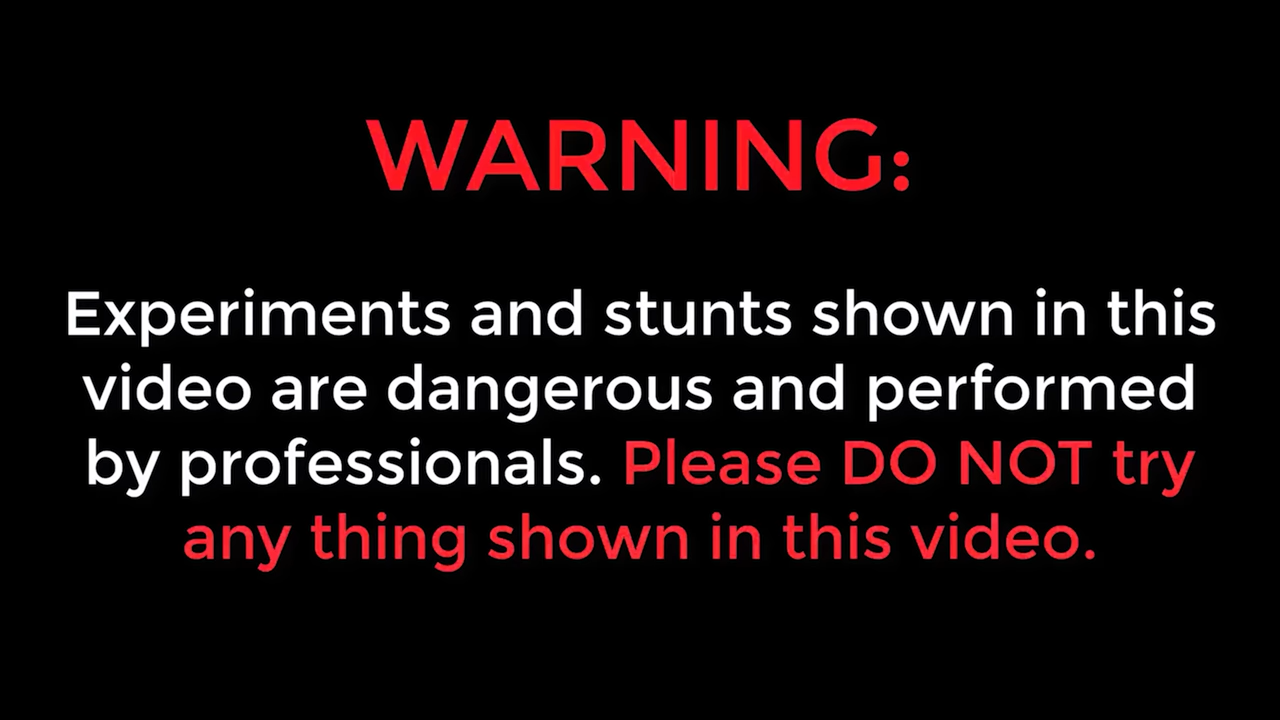 WARNING:
Experiments and stunts shown in this
video are dangerous and performed
by professionals. Please DO NOT try
any thing shown in this video.